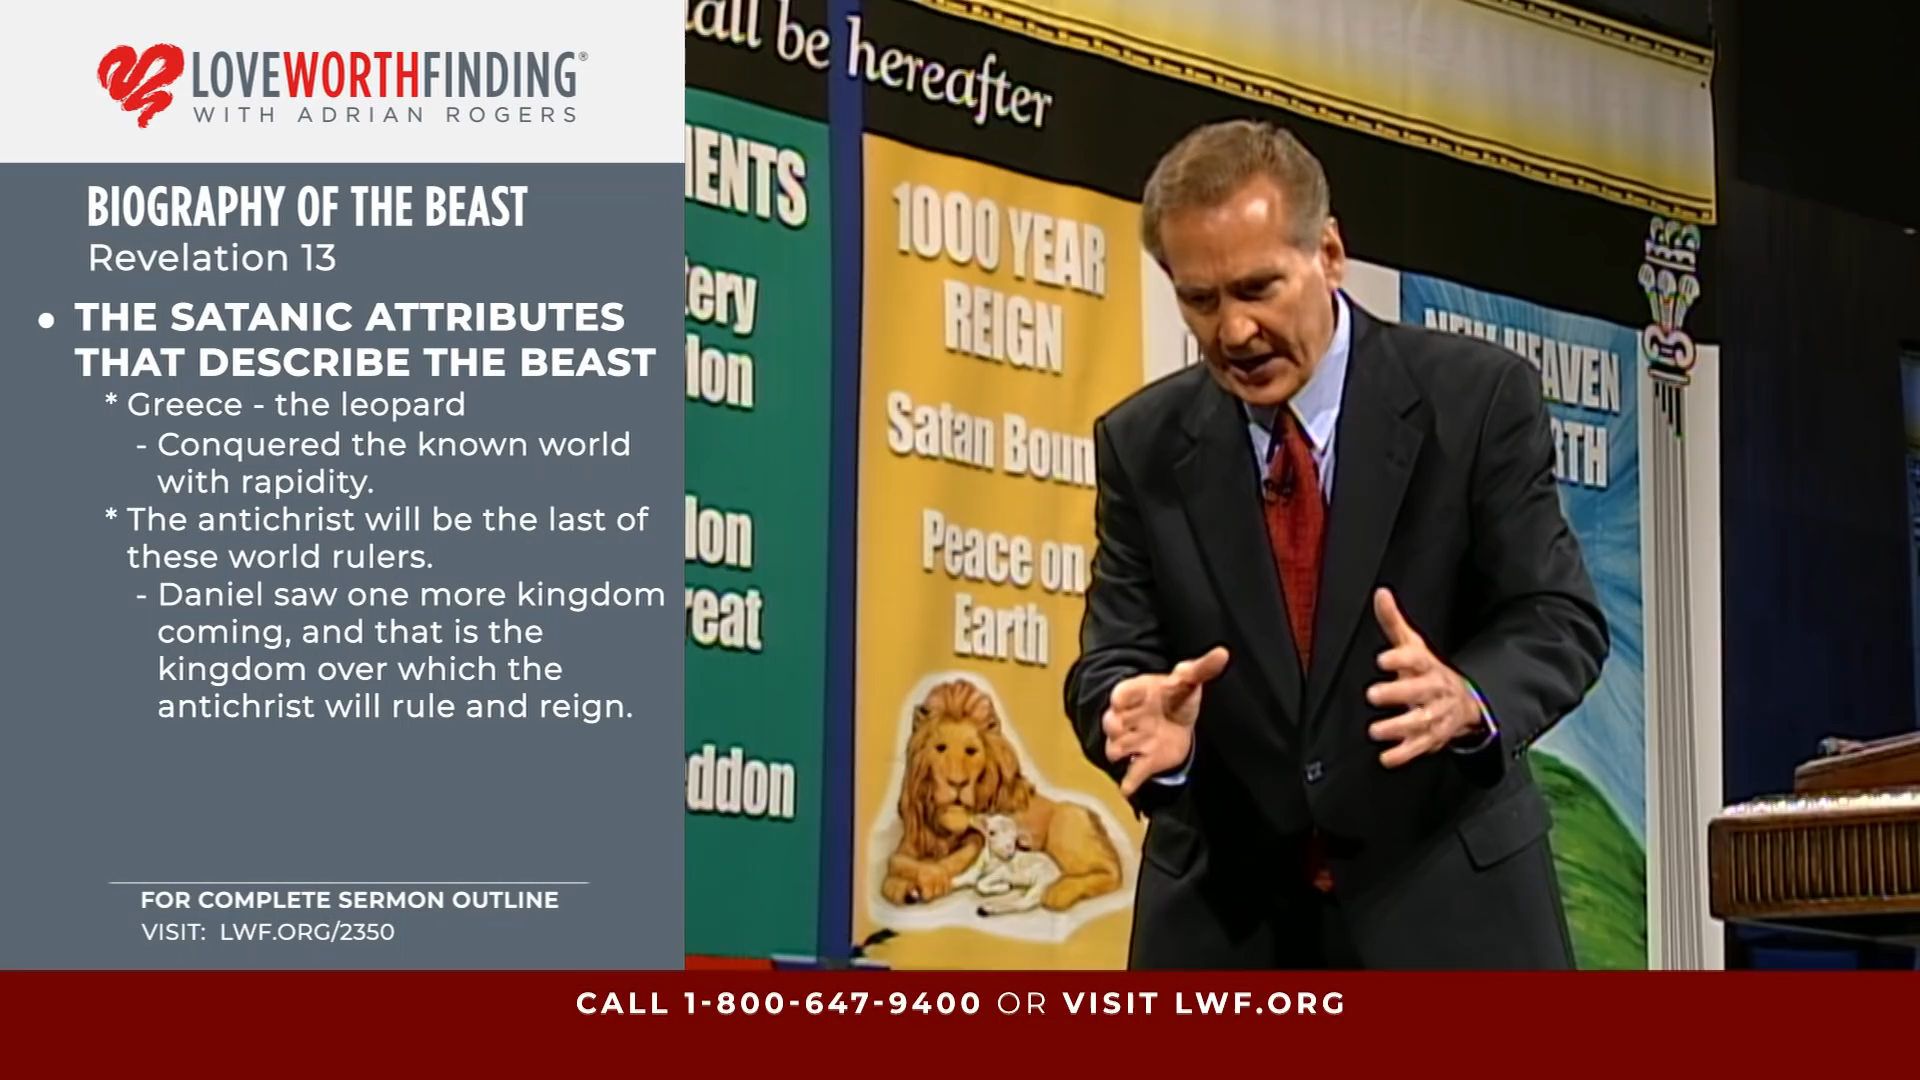 LOVEWORTHFINDING®
WITH ADRIAN ROGERS
BIOGRAPHY OF THE BEAST
Revelation 13
• THE SATANIC ATTRIBUTES
THAT DESCRIBE THE BEAST
* Greece - the leopard
- Conquered the known world
with rapidity.
* The antichrist will be the last of
these world rulers.
- Daniel saw one more kingdom
coming, and that is the
kingdom over which the
antichrist will rule and reign.
FOR COMPLETE SERMON OUTLINE
VISIT: LWF.ORG/2350
all be hereafter
1000 YEAR
REIGN
Satan Boun
Peace on
Earth
HEAVEN
CALL 1-800-647-9400 OR VISIT LWF.ORG